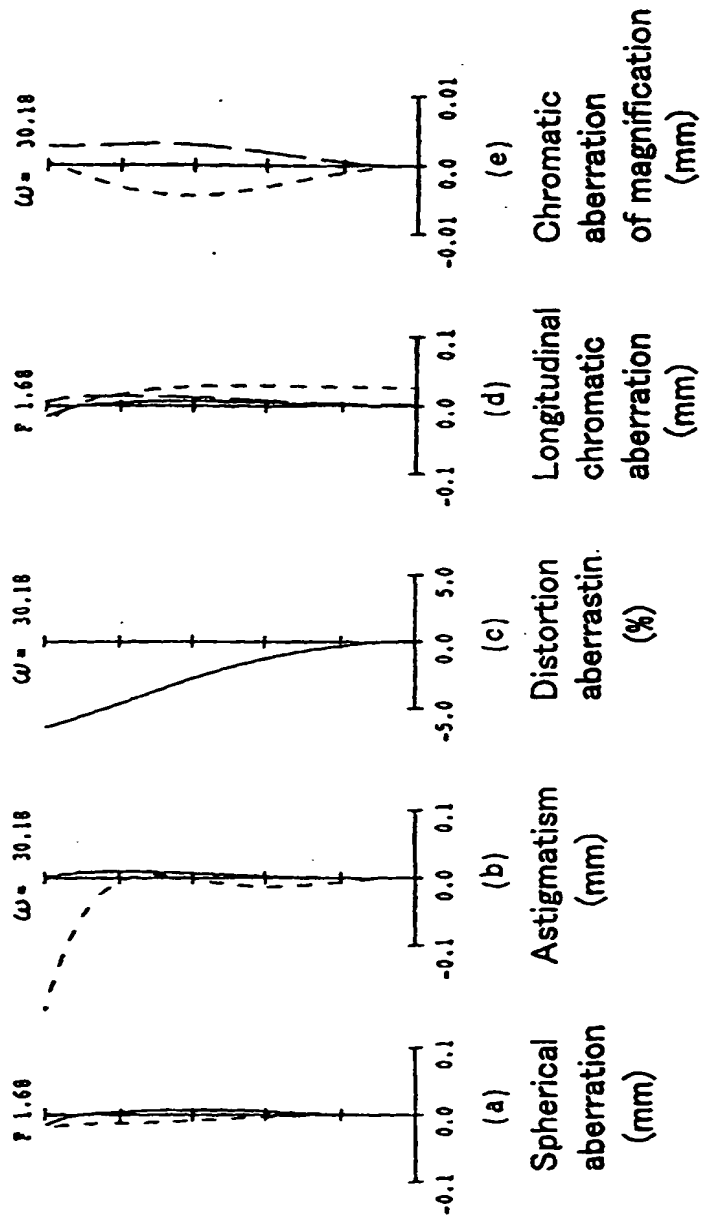 F 1.68
-0.1 0.0 0.1
(a)
Spherical
aberration
(mm)
ω= 30.18
-0.1 0.0 0.1
(b)
Astigmatism
(mm)
ω= 30.18
-5.0 0.0 5.0
(c)
Distortion
aberrastin.
(%)
F 1.68
-0.1 0.0 0.1
(d)
Longitudinal
chromatic
aberration
(mm)
ω= 30.18
-0.01 0.0 0.01
(e)
Chromatic
aberration
of magnification
(mm)